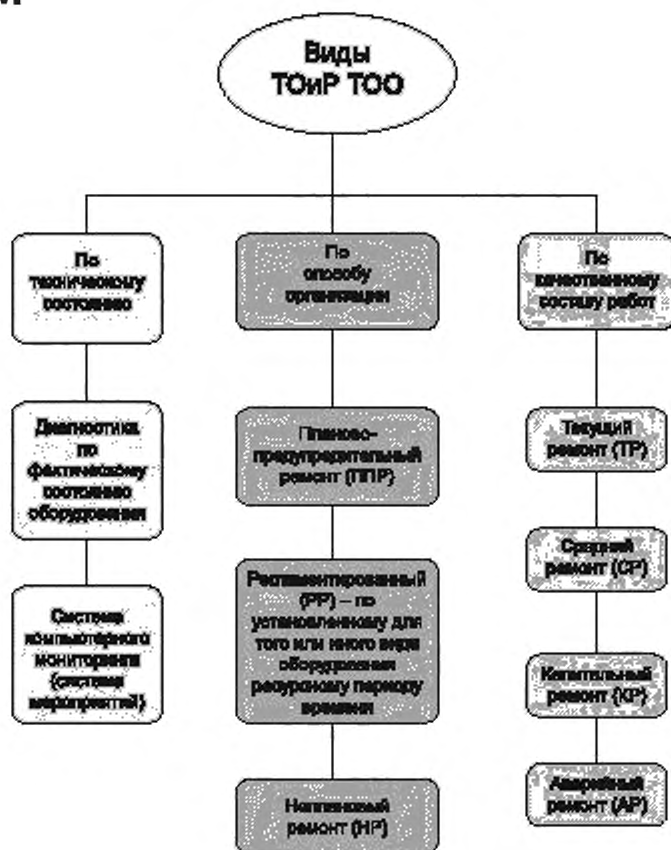 Виды
ТОиР ТОО
По
техническому
состоянию
По
способу
организации
По
качественному
составу работ
Диагностика
по
фактическому
состоянию
оборудования
Планово-
предупредительный
ремонт (ППР)
Текущий
ремонт (ТР)
Средний
ремонт (СР)
Система
компьютерного
мониторинга
(система
мероприятий)
Регламентированный
(РР) – по
установленному для
того или иного вида
оборудования
ресурсному периоду
времени
Капитальный
ремонт (КР)
Аварийный
ремонт (АР)
Неплановый
ремонт (НР)